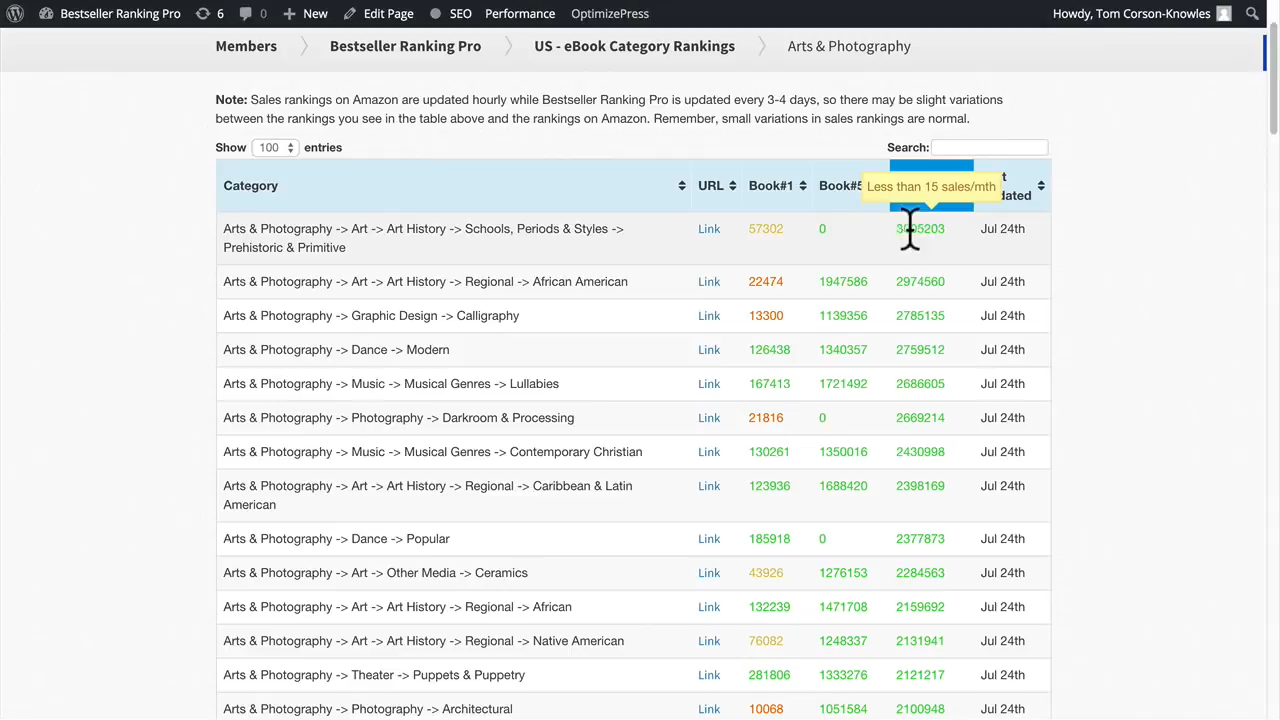 Bestseller Ranking Pro 6 0 New Edit Page SEO Performance OptimizePress Howdy, Tom Corson-Knowles
Members Bestseller Ranking Pro US - eBook Category Rankings Arts & Photography
Note: Sales rankings on Amazon are updated hourly while Bestseller Ranking Pro is updated every 3-4 days, so there may be slight variations
between the rankings you see in the table above and the rankings on Amazon. Remember, small variations in sales rankings are normal.
Show 100 entries Search:
Category URL Book#1
Less than 15 sales/mth
Arts & Photography -> Art -> Art History -> Schools, Periods & Styles ->
Prehistoric & Primitive Link 57302 0 Jul 24th
Arts & Photography -> Art -> Art History -> Regional -> African American Link 22474 1947586 2974560 Jul 24th
Arts & Photography -> Graphic Design -> Calligraphy Link 13300 1139356 2785135 Jul 24th
Arts & Photography -> Dance -> Modern Link 126438 1340357 2759512 Jul 24th
Arts & Photography -> Music -> Musical Genres -> Lullabies Link 167413 1721492 2686605 Jul 24th
Arts & Photography -> Photography -> Darkroom & Processing Link 21816 0 2669214 Jul 24th
Arts & Photography -> Music -> Musical Genres -> Contemporary Christian Link 130261 1350016 2430998 Jul 24th
Arts & Photography -> Art -> Art History -> Regional -> Caribbean & Latin
American Link 123936 1688420 2398169 Jul 24th
Arts & Photography -> Dance -> Popular Link 185918 0 2377873 Jul 24th
Arts & Photography -> Art -> Other Media -> Ceramics Link 43926 1276153 2284563 Jul 24th
Arts & Photography -> Art -> Art History -> Regional -> African Link 132239 1471708 2159692 Jul 24th
Arts & Photography -> Art -> Art History -> Regional -> Native American Link 76082 1248337 2131941 Jul 24th
Arts & Photography -> Theater -> Puppets & Puppetry Link 281806 1333276 2121217 Jul 24th
Arts & Photography -> Photography -> Architectural Link 10068 1051584 2100948 Jul 24th